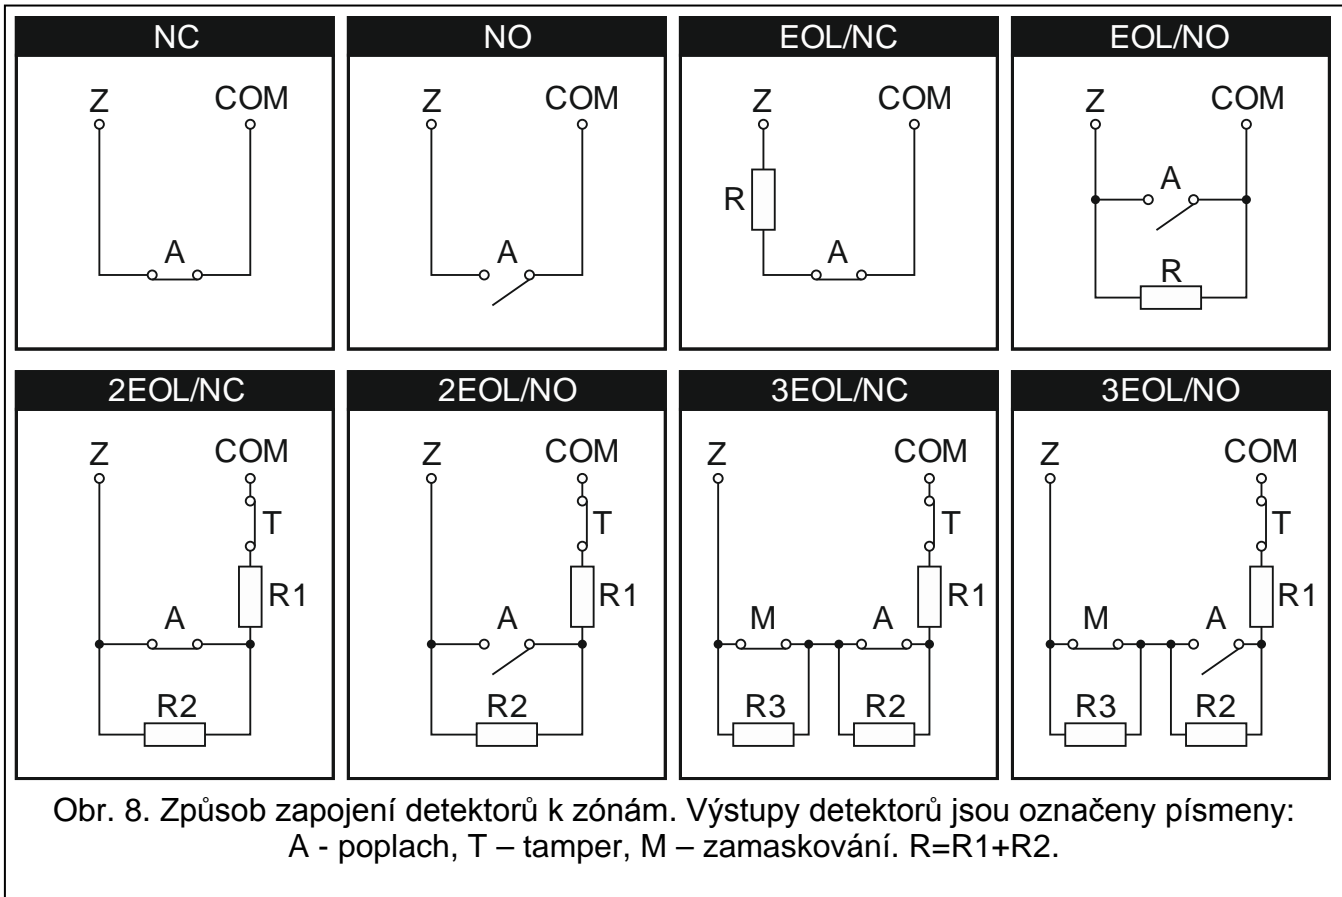 NC NO EOL/NC EOL/NO
Z COM Z COM Z COM Z COM
A
R
R
A A A
2EOL/NC 2EOL/NO 3EOL/NC 3EOL/NO
Z COM Z COM Z COM Z COM
T T T T
R1 R1 R1 R1
A A M A M A
R2 R2 R3 R2 R3 R2
Obr. 8. Způsob zapojení detektorů k zónám. Výstupy detektorů jsou označeny písmeny:
A - poplach, T – tamper, M – zamaskování. R=R1+R2.